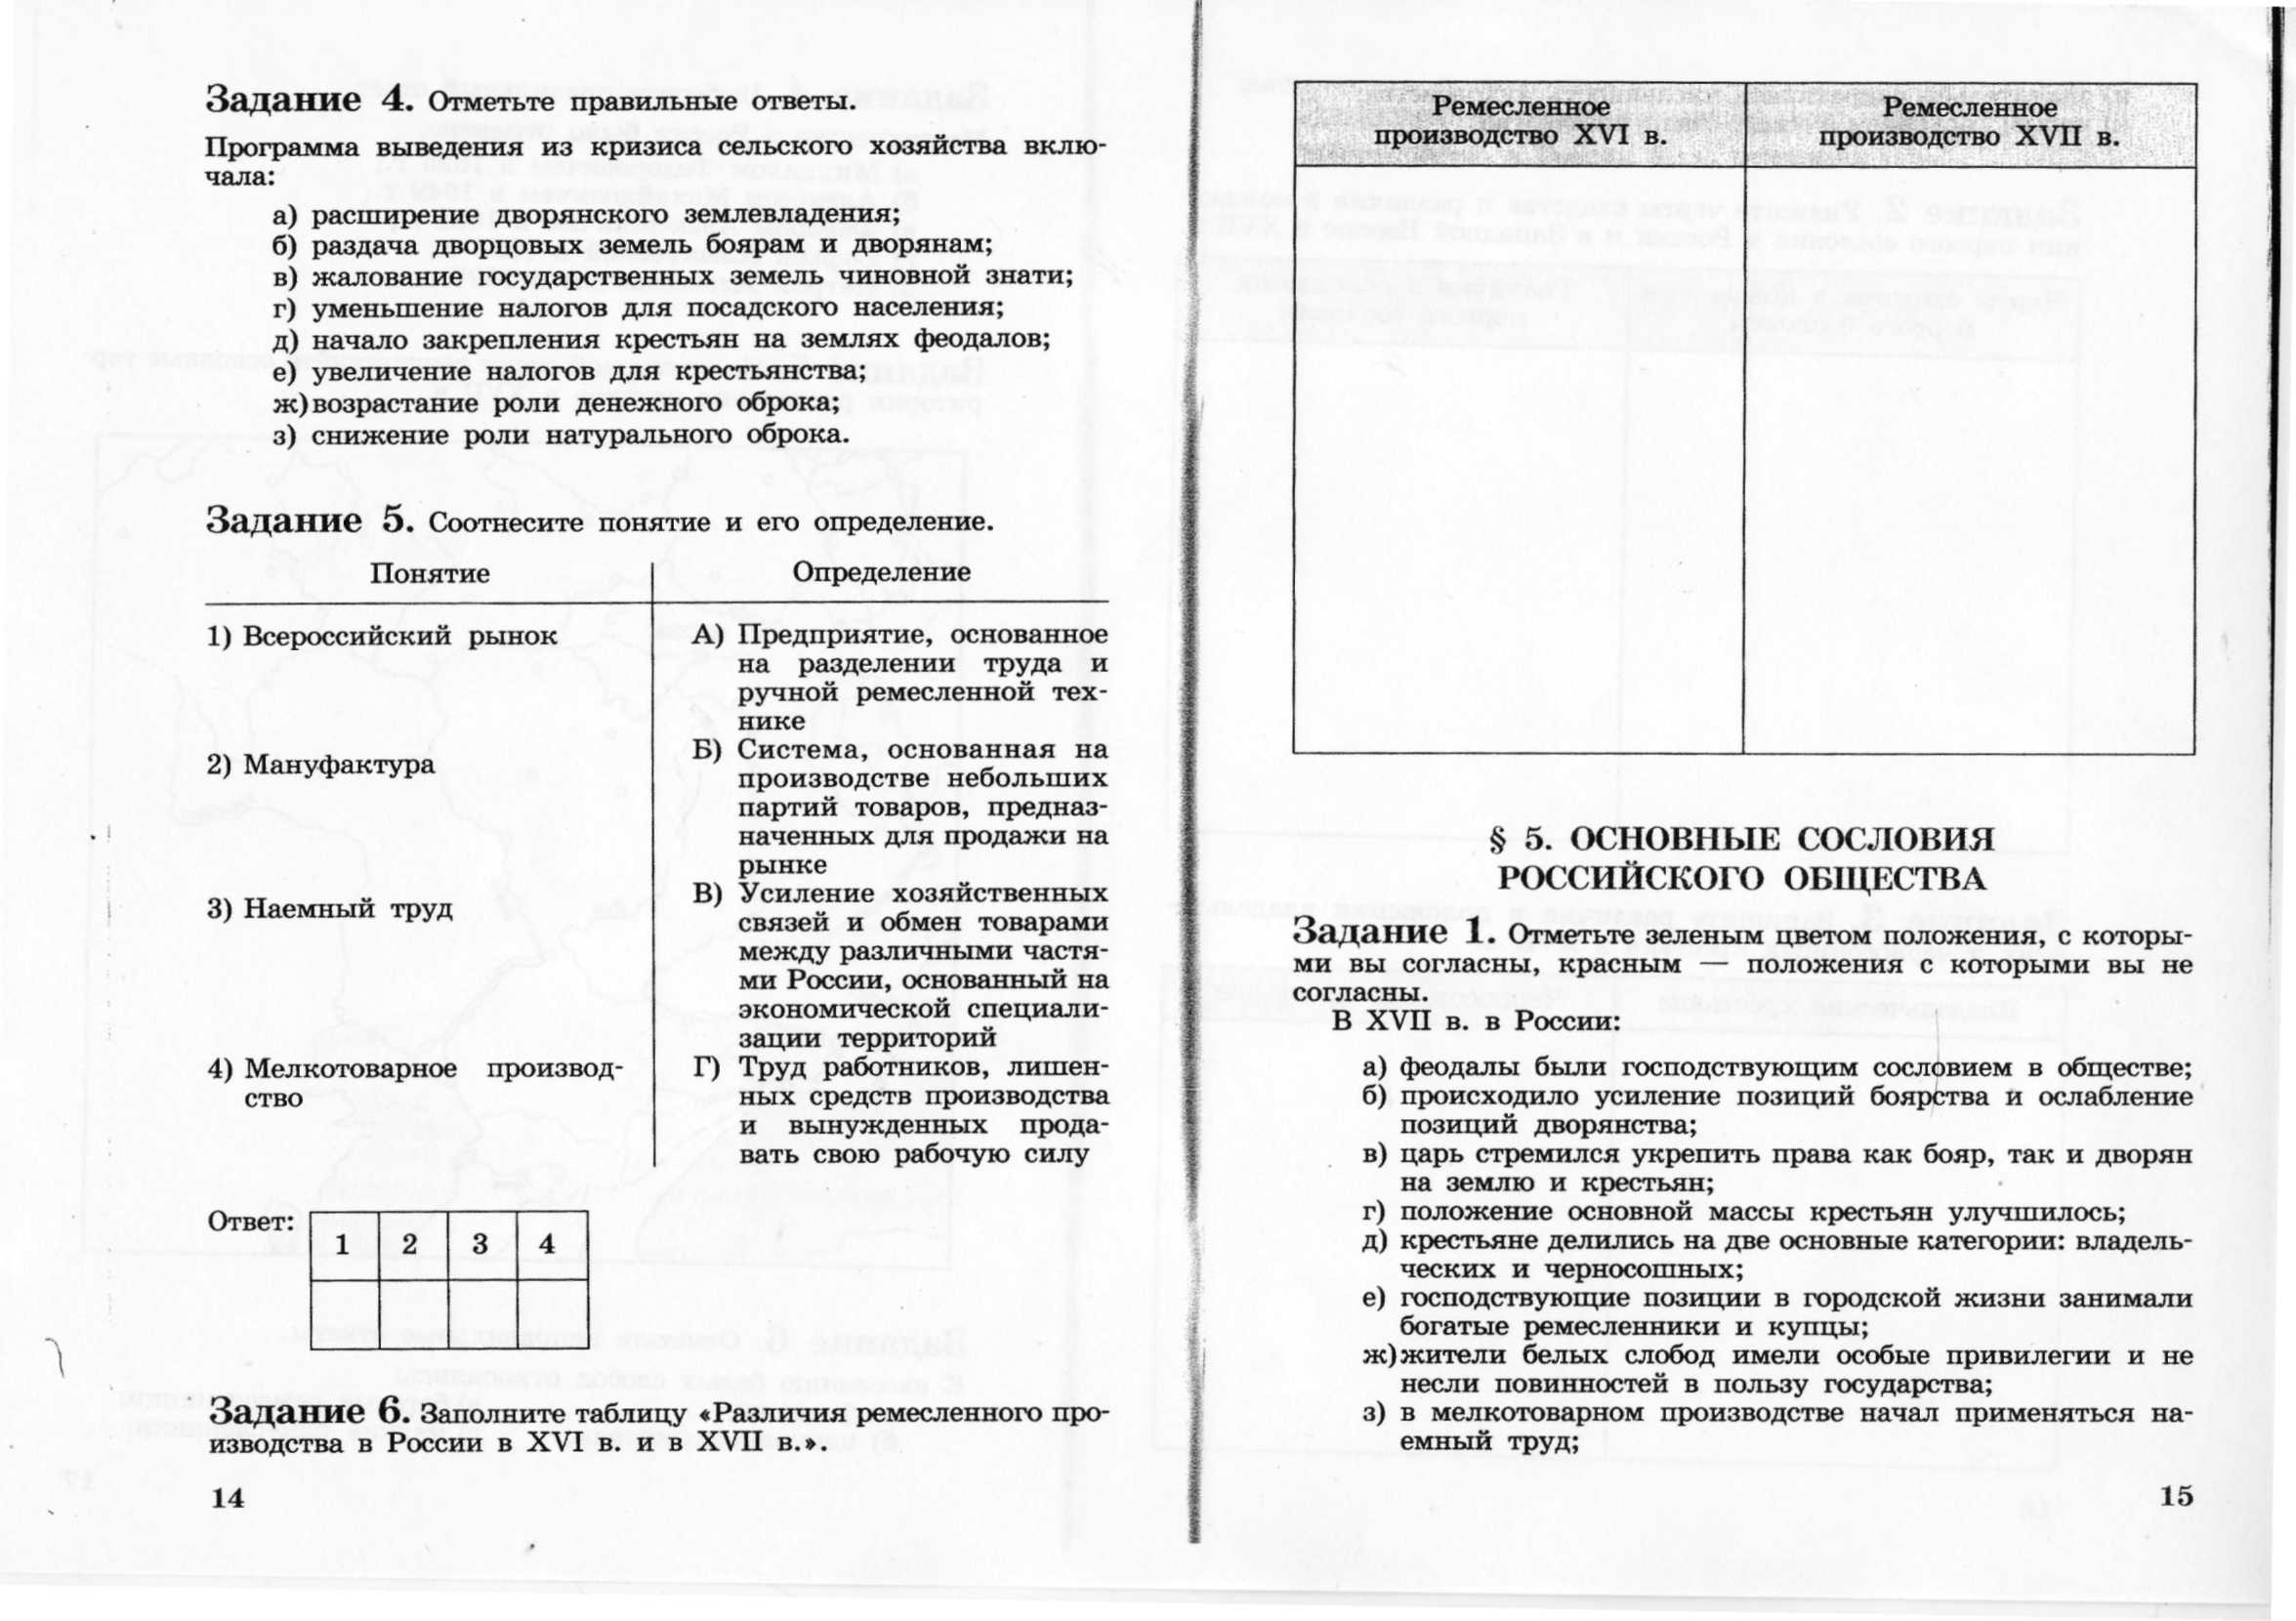 Задание 4. Отметьте правильные ответы.
Программа выведения из кризиса сельского хозяйства вклю-
чала:
а) расширение дворянского землевладения;
б) раздача дворцовых земель боярам и дворянам;
в) жалование государственных земель чиновной знати;
г) уменьшение налогов для посадского населения;
д) начало закрепления крестьян на землях феодалов;
е) увеличение налогов для крестьянства;
ж) возрастание роли денежного оброка;
з) снижение роли натурального оброка.
Задание 5. Соотнесите понятие и его определение.
Понятие
Определение
1) Всероссийский рынок
А) Предприятие, основанное
на разделении труда и
ручной ремесленной тех-
нике
2) Мануфактура
Б) Система, основанная на
производстве небольших
партий товаров, предназ-
наченных для продажи на
рынке
3) Наемный труд
В) Усиление хозяйственных
связей и обмен товарами
между различными частя-
ми России, основанный на
экономической специали-
зации территорий
4) Мелкотоварное производ-
ство
Г) Труд работников, лишен-
ных средств производства
и вынужденных прода-
вать свою рабочую силу
Ответ:
1 2 3 4
Задание 6. Заполните таблицу «Различия ремесленного про-
изводства в России в XVI в. и в XVII в.».
14
Ремесленное
производство XVI в.
Ремесленное
производство XVII в.
§ 5. ОСНОВНЫЕ СОСЛОВИЯ
РОССИЙСКОГО ОБЩЕСТВА
Задание 1. Отметьте зеленым цветом положения, с которы-
ми вы согласны, красным — положения с которыми вы не
согласны.
В XVII в. в России:
а) феодалы были господствующим сословием в обществе;
б) происходило усиление позиций боярства и ослабление
позиций дворянства;
в) царь стремился укрепить права как бояр, так и дворян
на землю и крестьян;
г) положение основной массы крестьян улучшилось;
д) крестьяне делились на две основные категории: владель-
ческих и черносошных;
е) господствующие позиции в городской жизни занимали
богатые ремесленники и купцы;
ж) жители белых слобод имели особые привилегии и не
несли повинностей в пользу государства;
з) в мелкотоварном производстве начал применяться на-
емный труд;
15